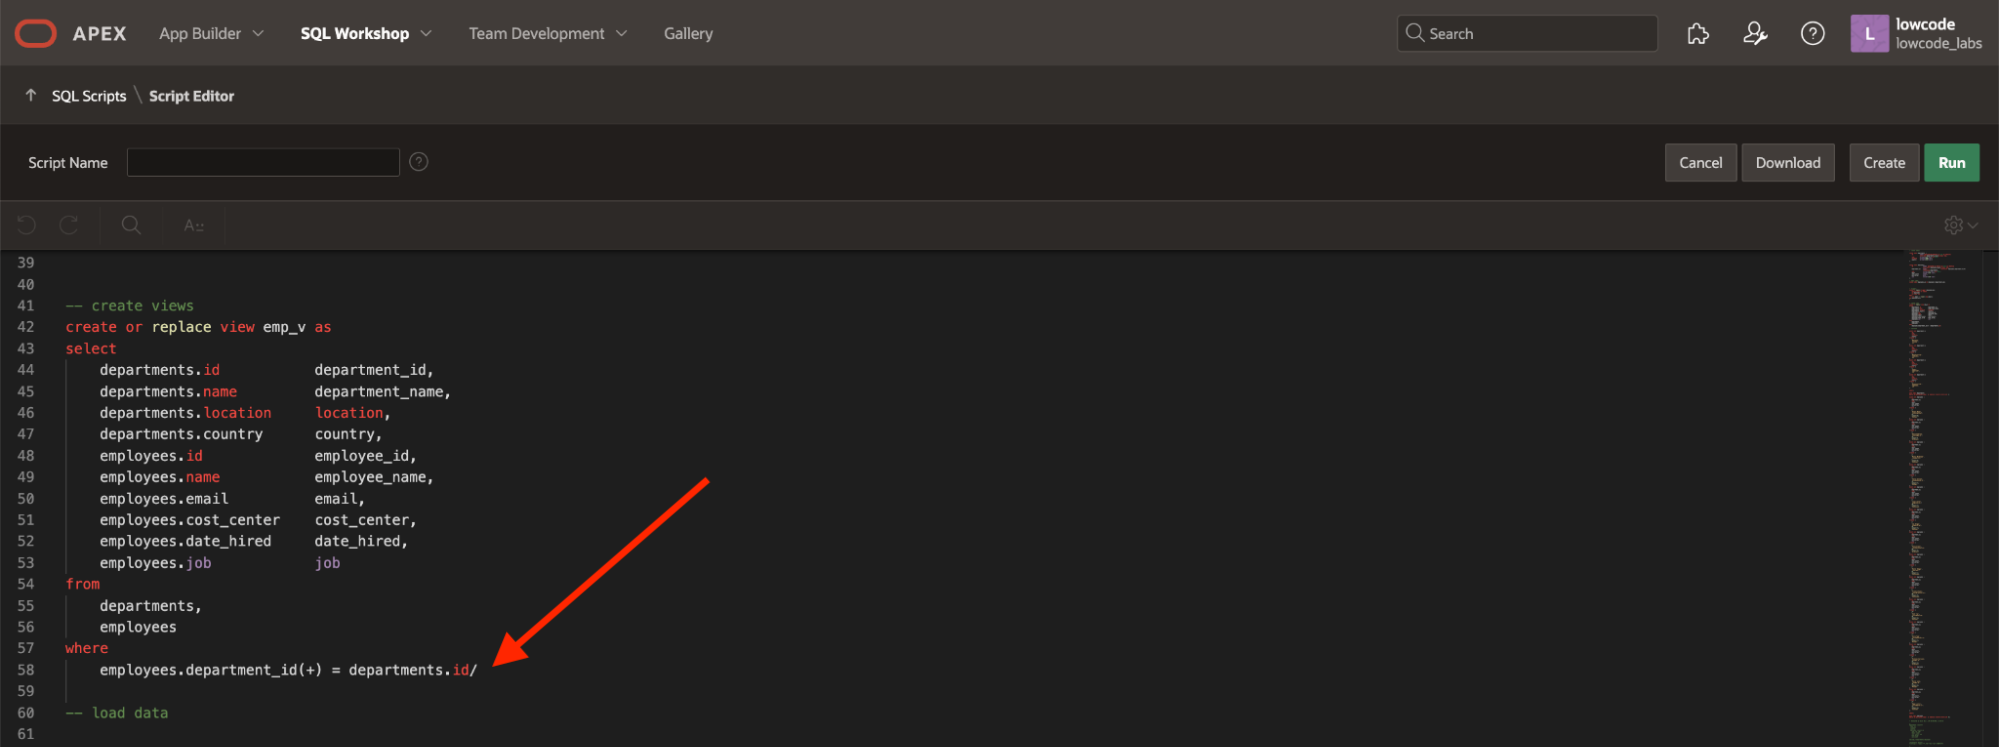 APEX App Builder SQL Workshop Team Development Gallery Search ? L lowcode
lowcode_labs
↑ SQL Scripts \ Script Editor
Script Name ? Cancel Download Create Run
A::
39
40
41 -- create views
42 create or replace view emp_v as
43 select
44 departments.id department_id,
45 departments.name department_name,
46 departments.location location,
47 departments.country country,
48 employees.id employee_id,
49 employees.name employee_name,
50 employees.email email,
51 employees.cost_center cost_center,
52 employees.date_hired date_hired,
53 employees.job job
54 from
55 departments,
56 employees
57 where
58 employees.department_id(+) = departments.id/
59
60 -- load data
61